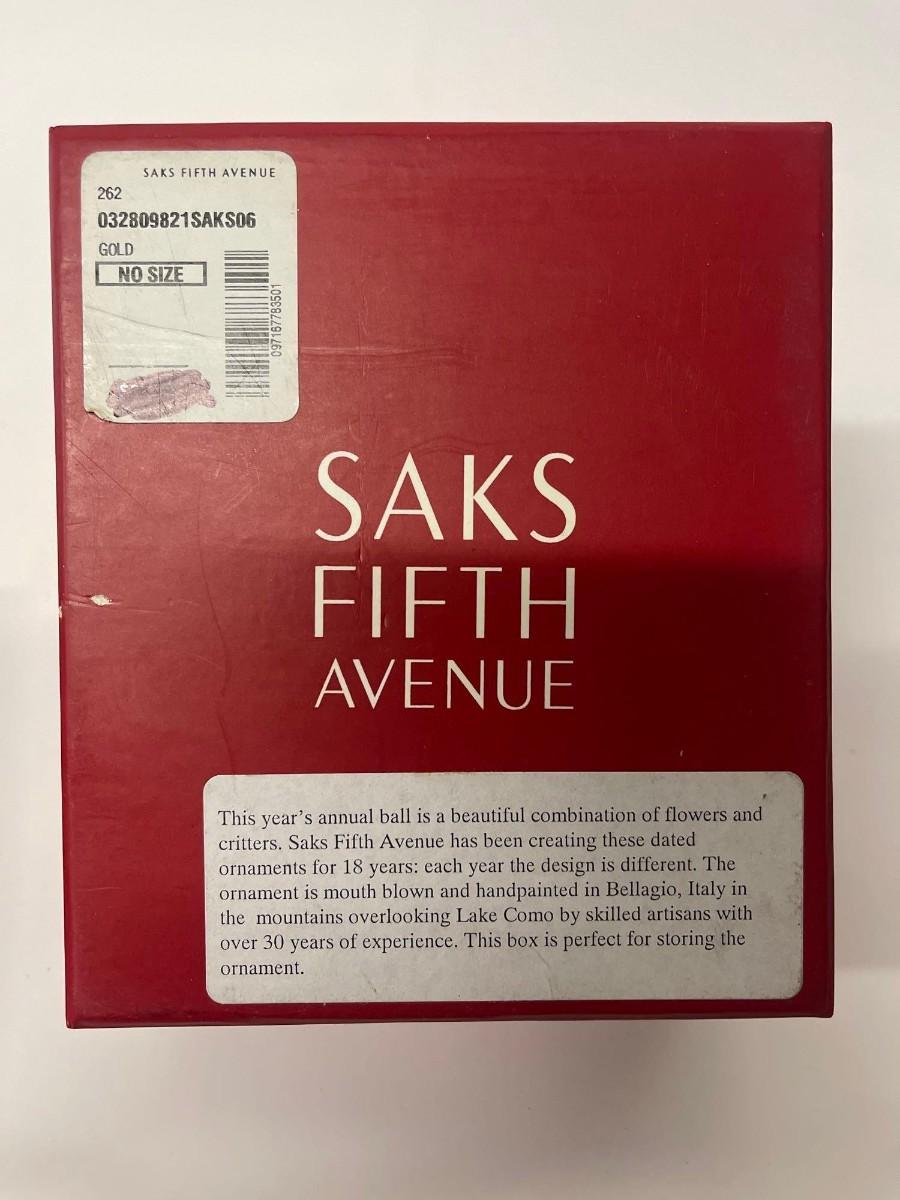 SAKS FIFTH AVENUE
262
032809821SAKS06
GOLD
NO SIZE
097167783501
SAKS
FIFTH
AVENUE
This year's annual ball is a beautiful combination of flowers and
critters. Saks Fifth Avenue has been creating these dated
ornaments for 18 years: each year the design is different. The
ornament is mouth blown and handpainted in Bellagio, Italy in
the mountains overlooking Lake Como by skilled artisans with
over 30 years of experience. This box is perfect for storing the
ornament.